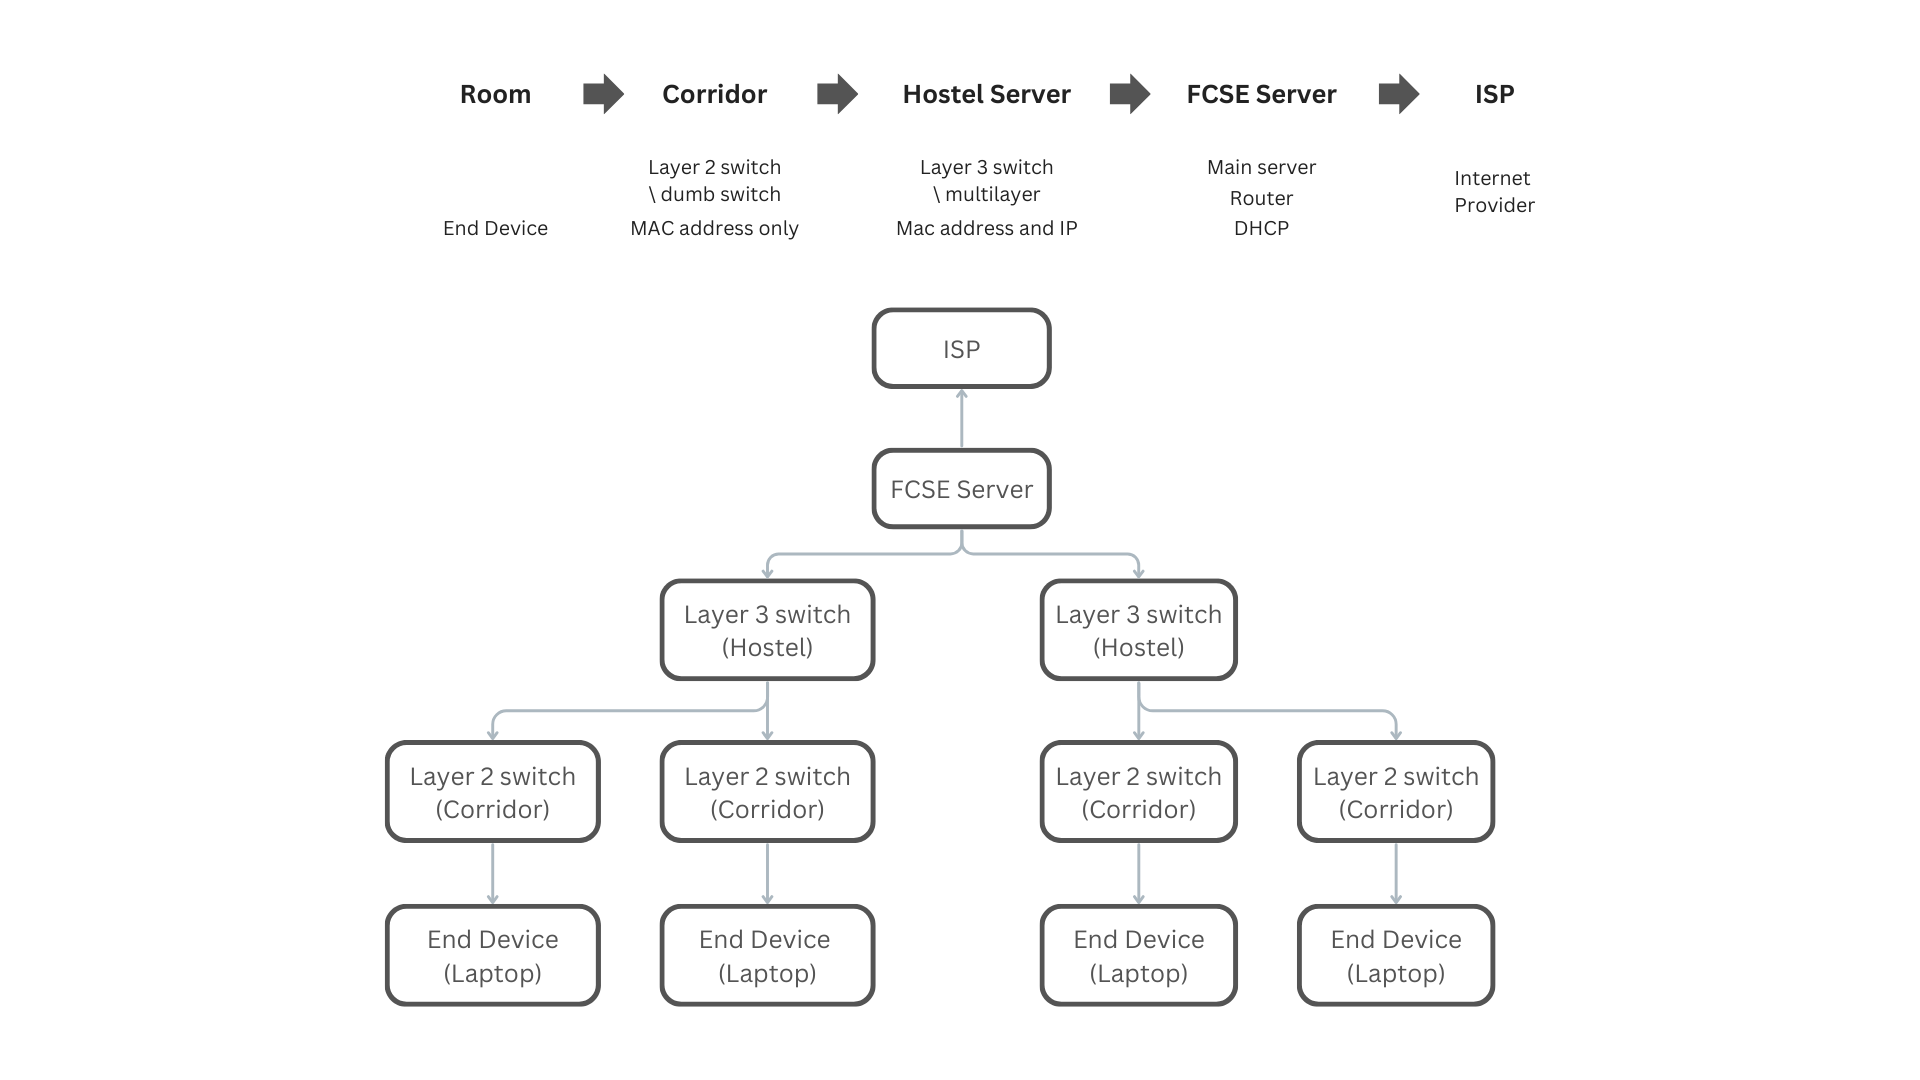 Room
Corridor
Hostel Server
FCSE Server
ISP
End Device
Layer 2 switch
\ dumb switch
MAC address only
Layer 3 switch
\ multilayer
Mac address and IP
Main server
Router
DHCP
Internet
Provider
ISP
FCSE Server
Layer 3 switch
(Hostel)
Layer 3 switch
(Hostel)
Layer 2 switch
(Corridor)
Layer 2 switch
(Corridor)
Layer 2 switch
(Corridor)
Layer 2 switch
(Corridor)
End Device
(Laptop)
End Device
(Laptop)
End Device
(Laptop)
End Device
(Laptop)